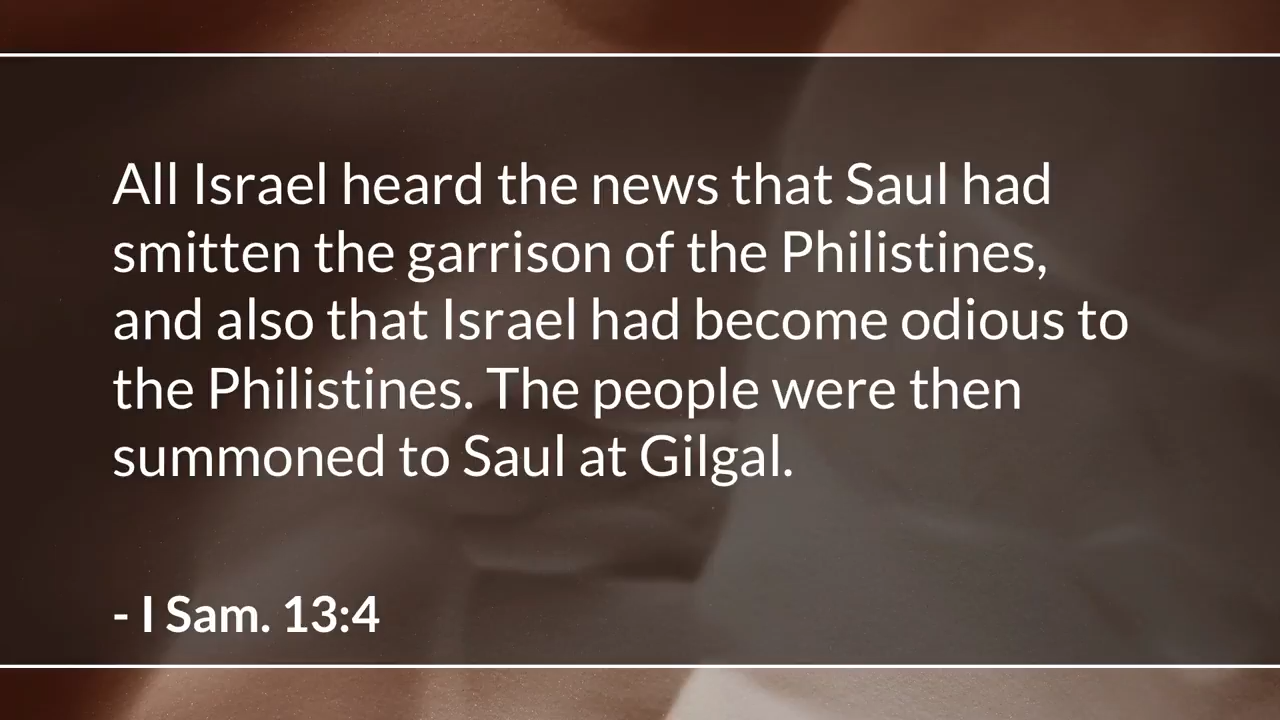 All Israel heard the news that Saul had
smitten the garrison of the Philistines,
and also that Israel had become odious to
the Philistines. The people were then
summoned to Saul at Gilgal.
- I Sam. 13:4